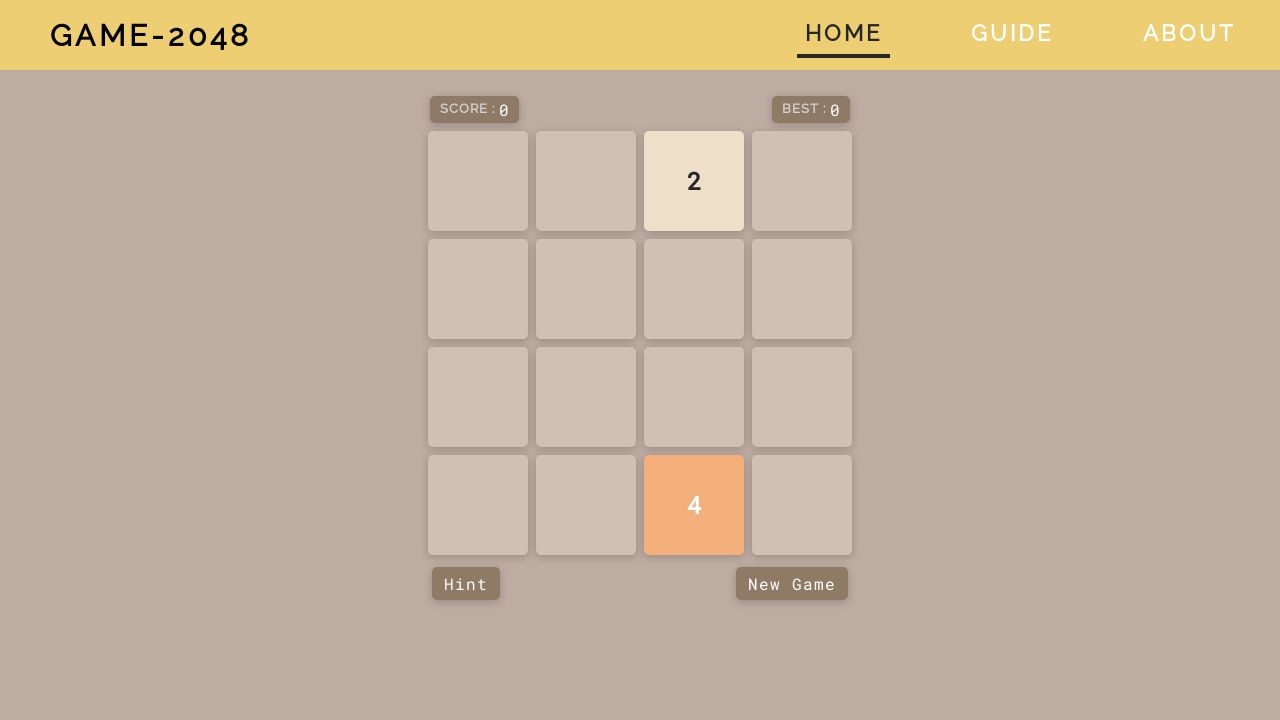 GAME-2048
HOME GUIDE ABOUT
SCORE : 0 BEST : 0
2
4
Hint New Game